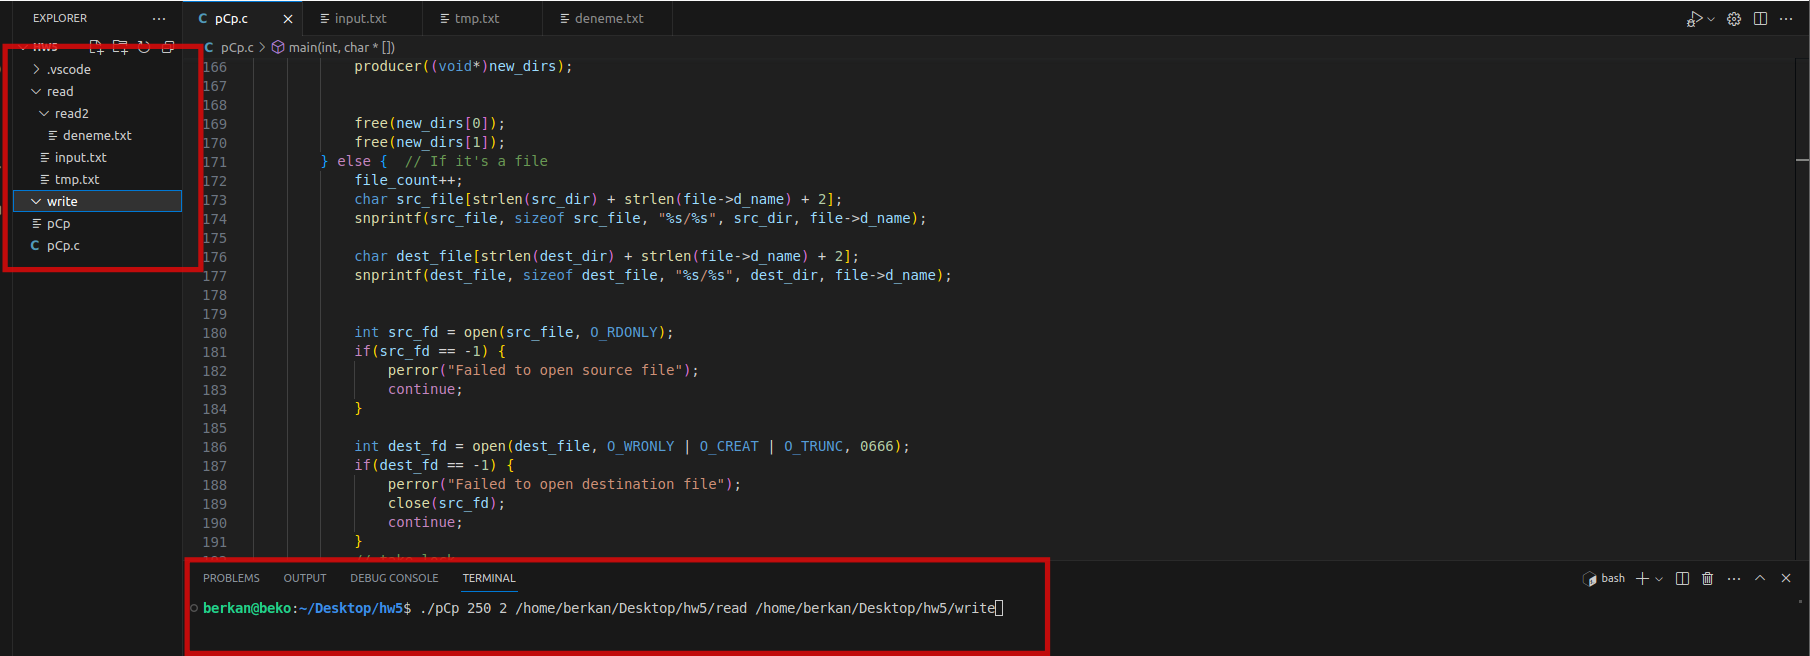 EXPLORER
HW5
.vscode
read
read2
deneme.txt
input.txt
tmp.txt
write
pCp
C pCp.c
C pCp.c input.txt tmp.txt deneme.txt
C pCp.c > main(int, char * [])
166 producer((void*)new_dirs);
167
168
169 free(new_dirs[0]);
170 free(new_dirs[1]);
171 } else { // If it's a file
172 file_count++;
173 char src_file[strlen(src_dir) + strlen(file->d_name) + 2];
174 snprintf(src_file, sizeof src_file, "%s/%s", src_dir, file->d_name);
175
176 char dest_file[strlen(dest_dir) + strlen(file->d_name) + 2];
177 snprintf(dest_file, sizeof dest_file, "%s/%s", dest_dir, file->d_name);
178
179
180 int src_fd = open(src_file, O_RDONLY);
181 if(src_fd == -1) {
182 perror("Failed to open source file");
183 continue;
184 }
185
186 int dest_fd = open(dest_file, O_WRONLY | O_CREAT | O_TRUNC, 0666);
187 if(dest_fd == -1) {
188 perror("Failed to open destination file");
189 close(src_fd);
190 continue;
191 }
PROBLEMS OUTPUT DEBUG CONSOLE TERMINAL
bash
berkan@beko:~/Desktop/hw5$ ./pCp 250 2 /home/berkan/Desktop/hw5/read /home/berkan/Desktop/hw5/write